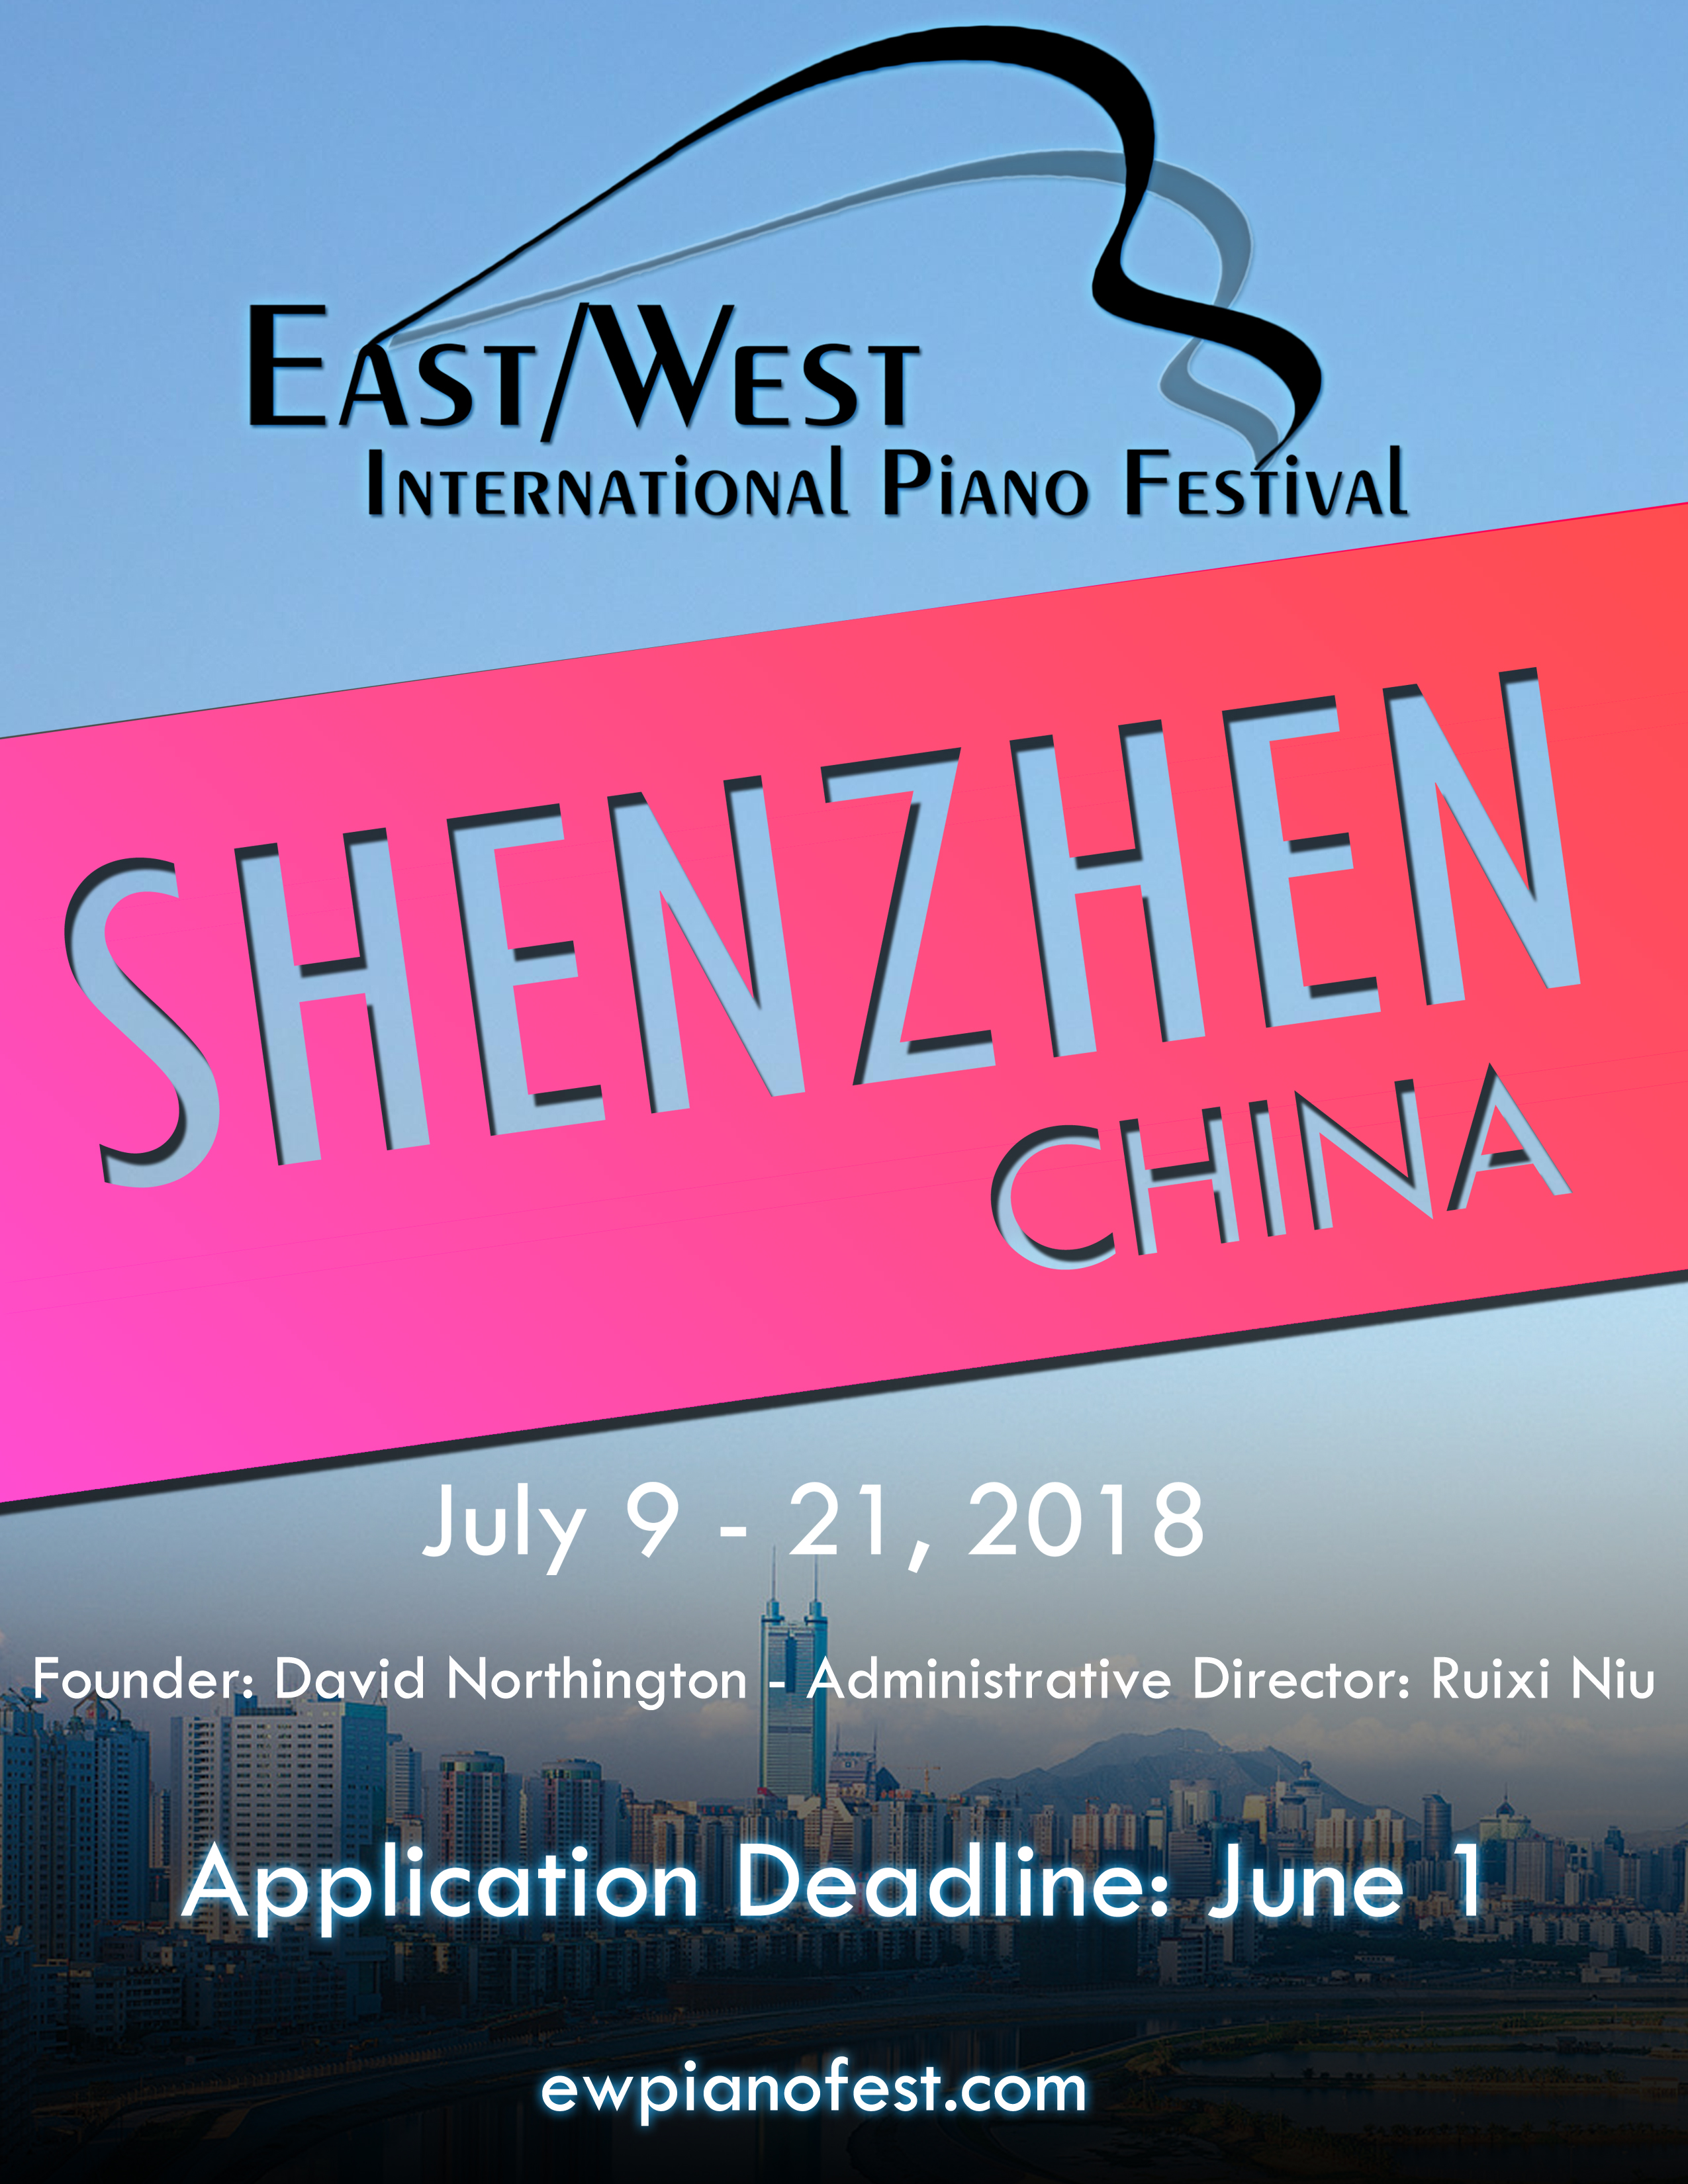 East/West
International Piano Festival
SHENZHEN
CHINA
July 9 - 21, 2018
Founder: David Northington - Administrative Director: Ruixi Niu
Application Deadline: June 1
ewpianofest.com